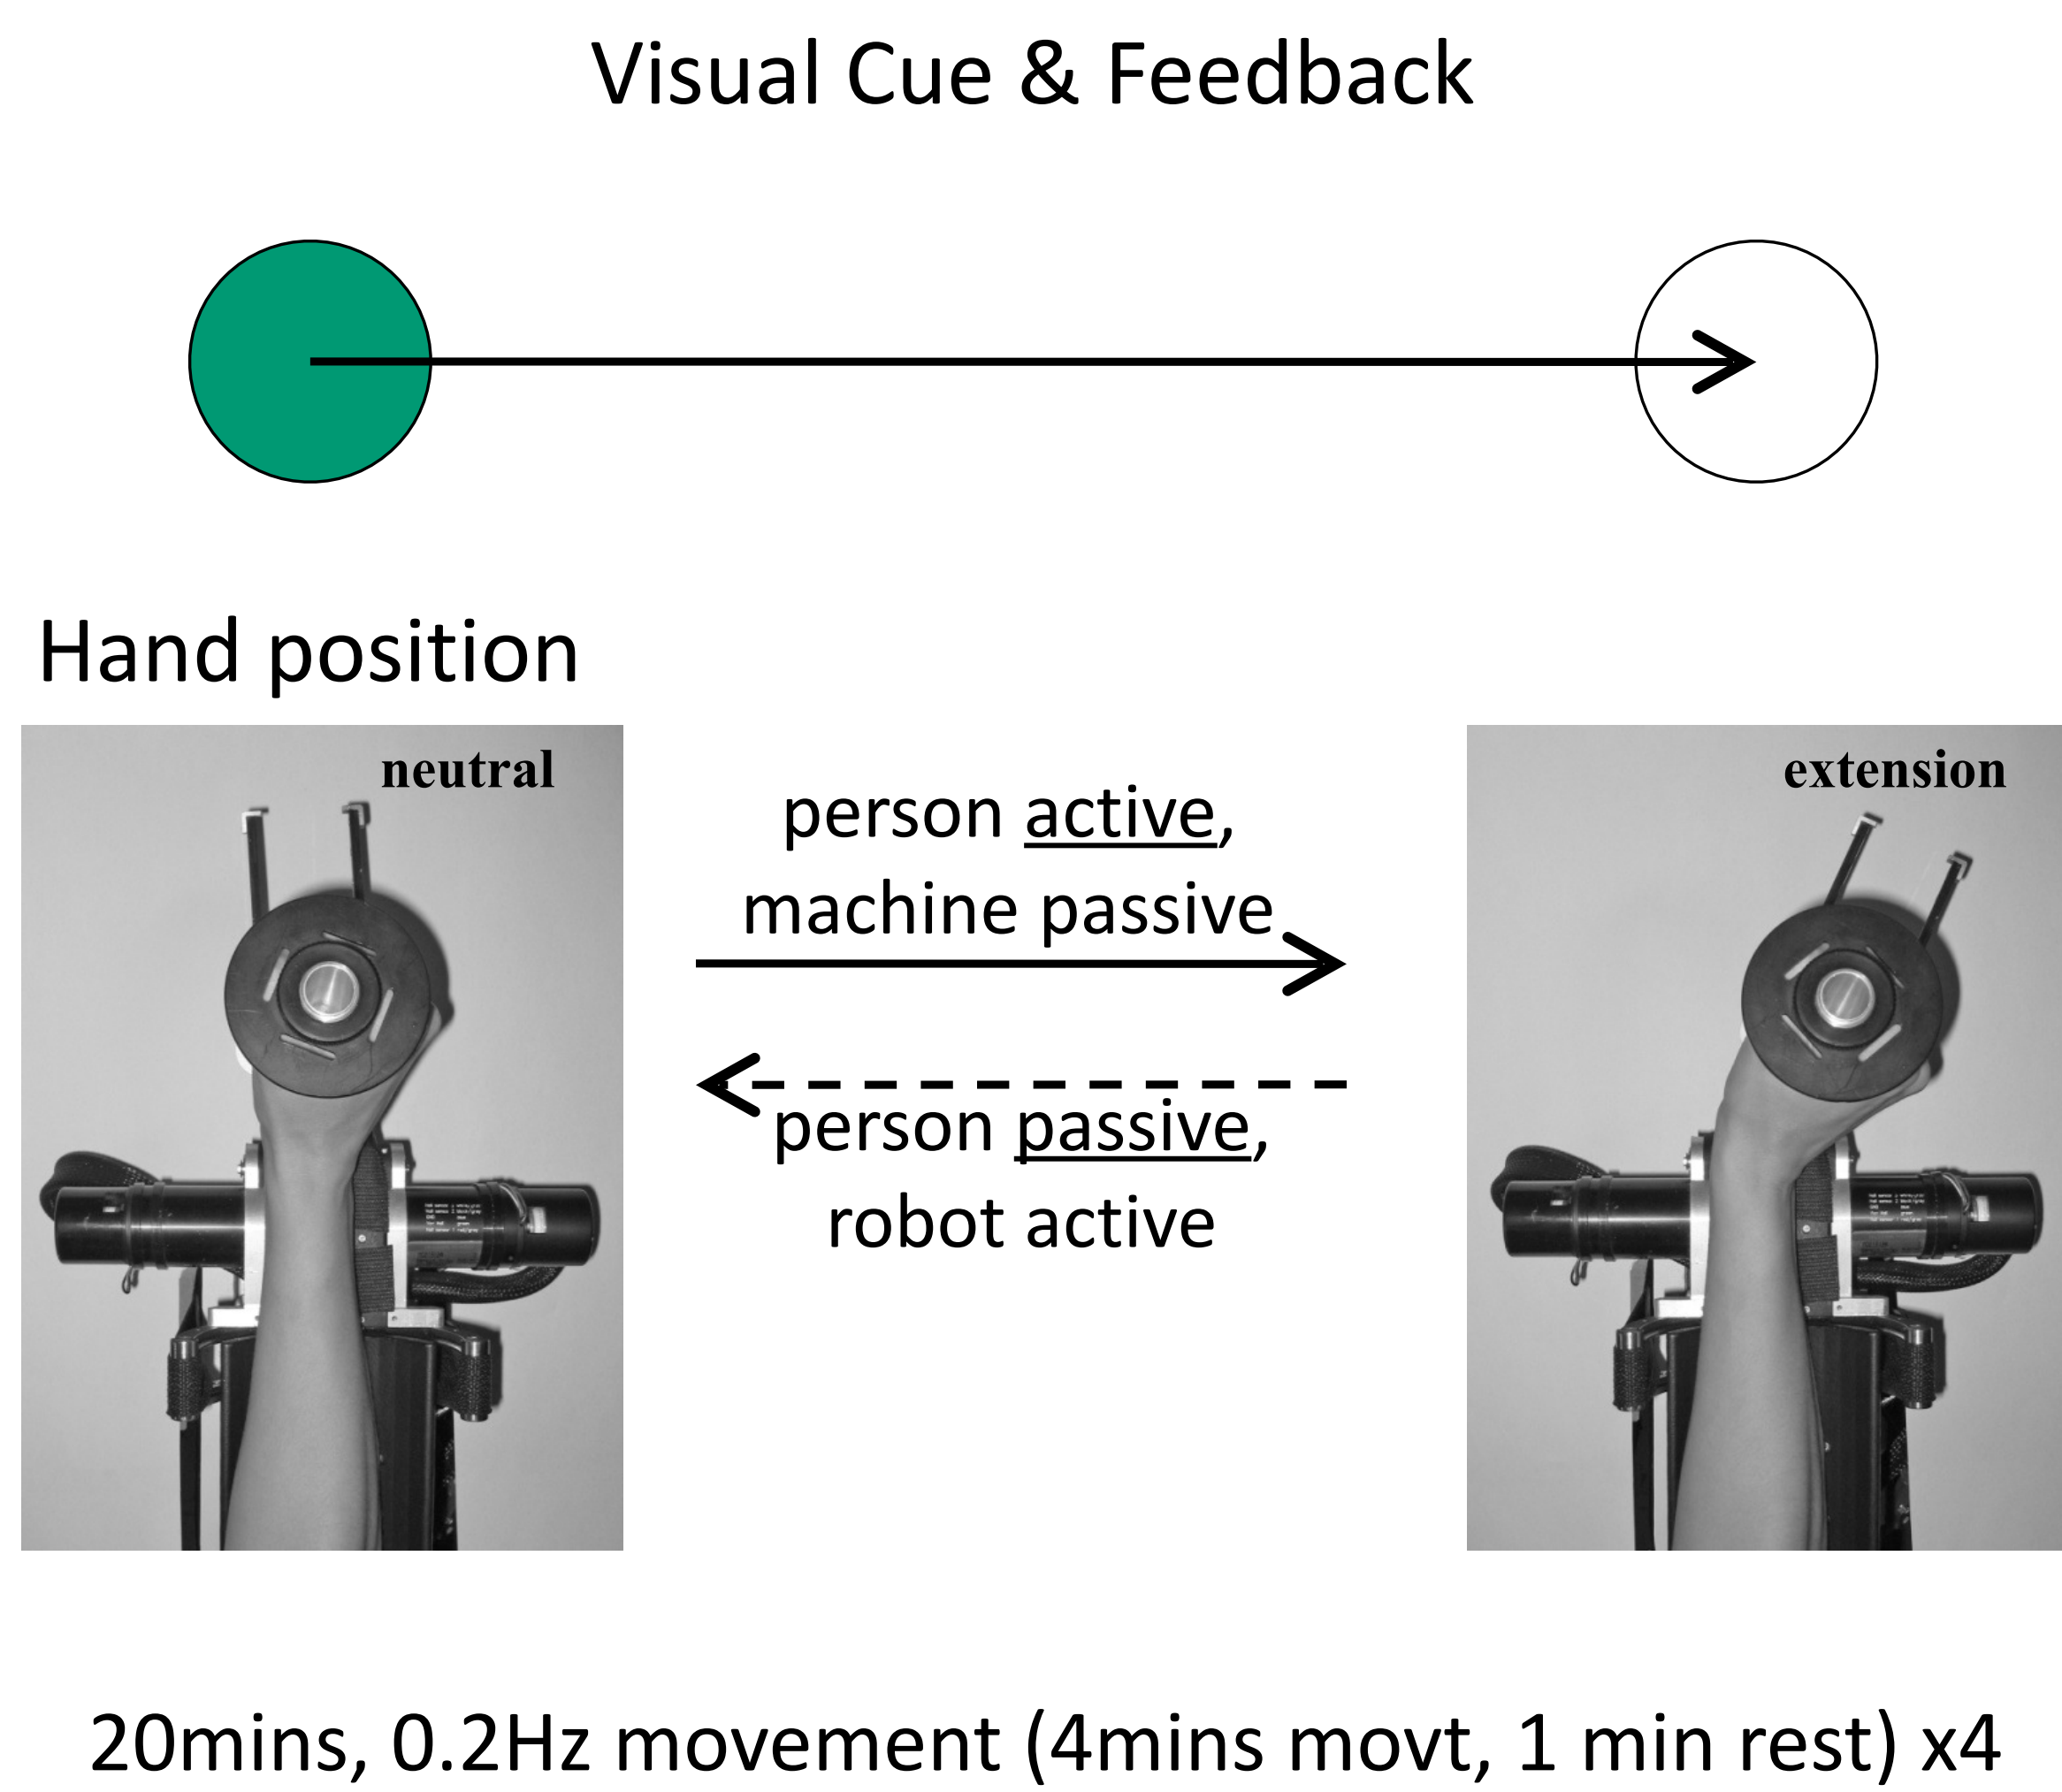 Visual Cue & Feedback
Hand position
neutral
extension
person active,
machine passive
person passive,
robot active
20mins, 0.2Hz movement (4mins movt, 1 min rest) x4